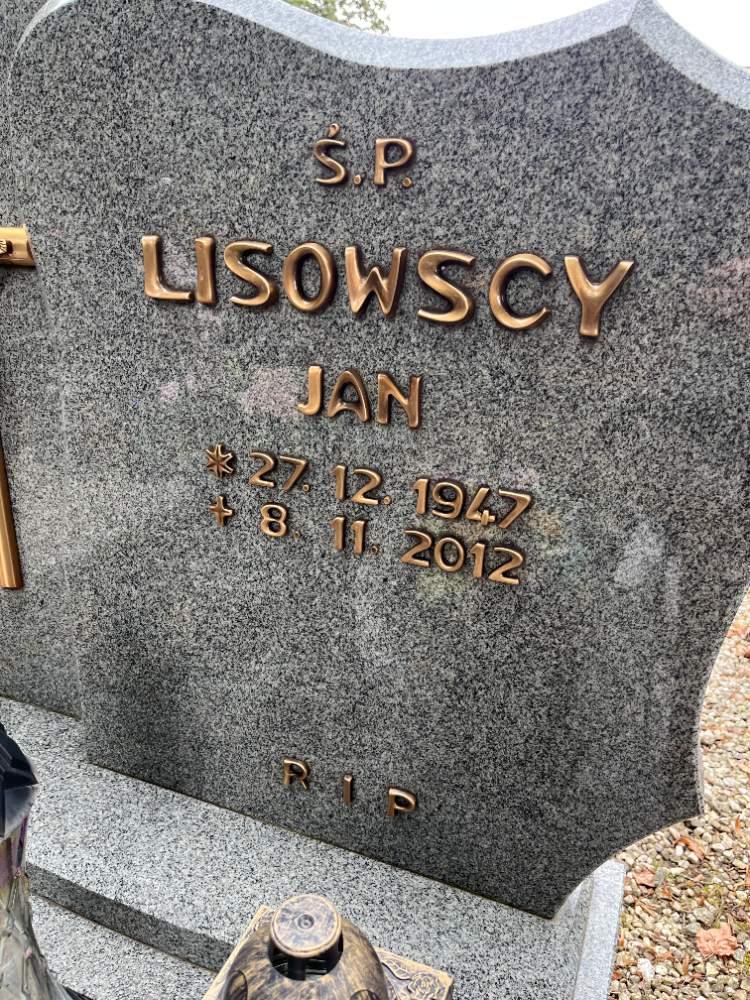 Ś.P.
LISOWSCY
JAN
* 27. 12. 1947
+ 8. 11. 2012
R I P